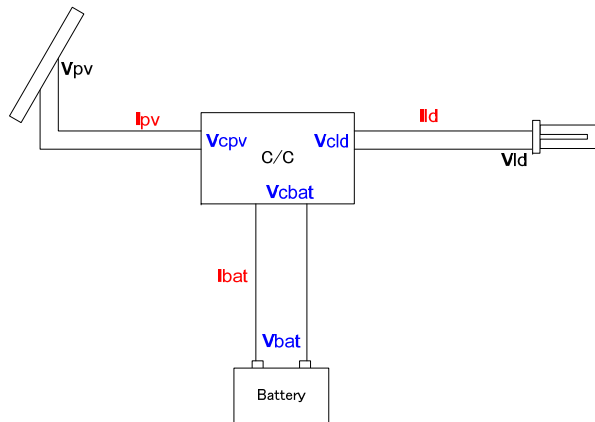 Vpv
Ipv
Ild
Vcpv
Vcld
C/C
Vld
Vcbat
Ibat
Vbat
Battery